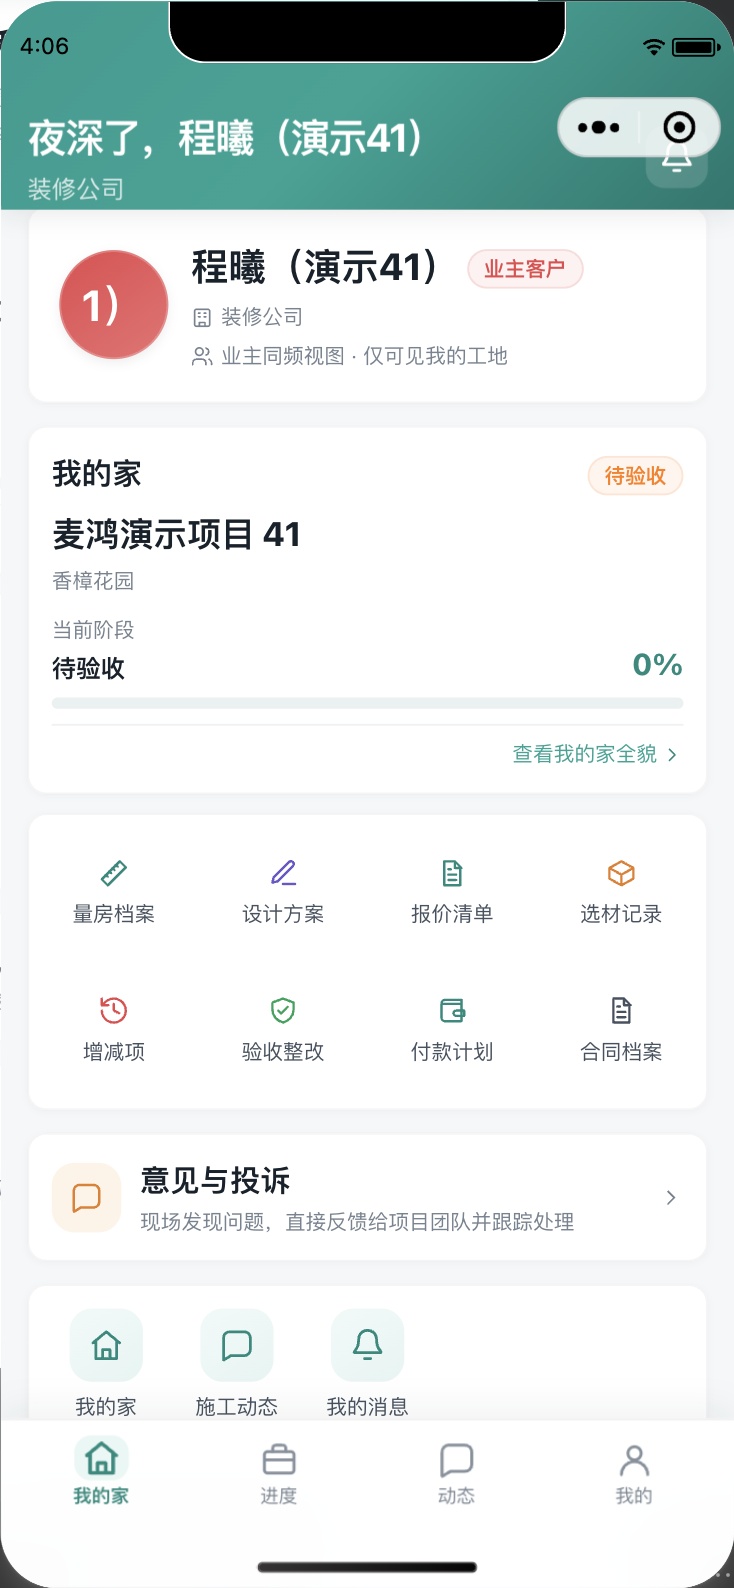 4:06
夜深了，程曦（演示41）
装修公司
1）
程曦（演示41）
业主客户
装修公司
业主同频视图 · 仅可见我的工地
我的家
待验收
麦鸿演示项目 41
香樟花园
当前阶段
待验收
0%
查看我的家全貌
量房档案
设计方案
报价清单
选材记录
增减项
验收整改
付款计划
合同档案
意见与投诉
现场发现问题，直接反馈给项目团队并跟踪处理
我的家
施工动态
我的消息
我的家
进度
动态
我的